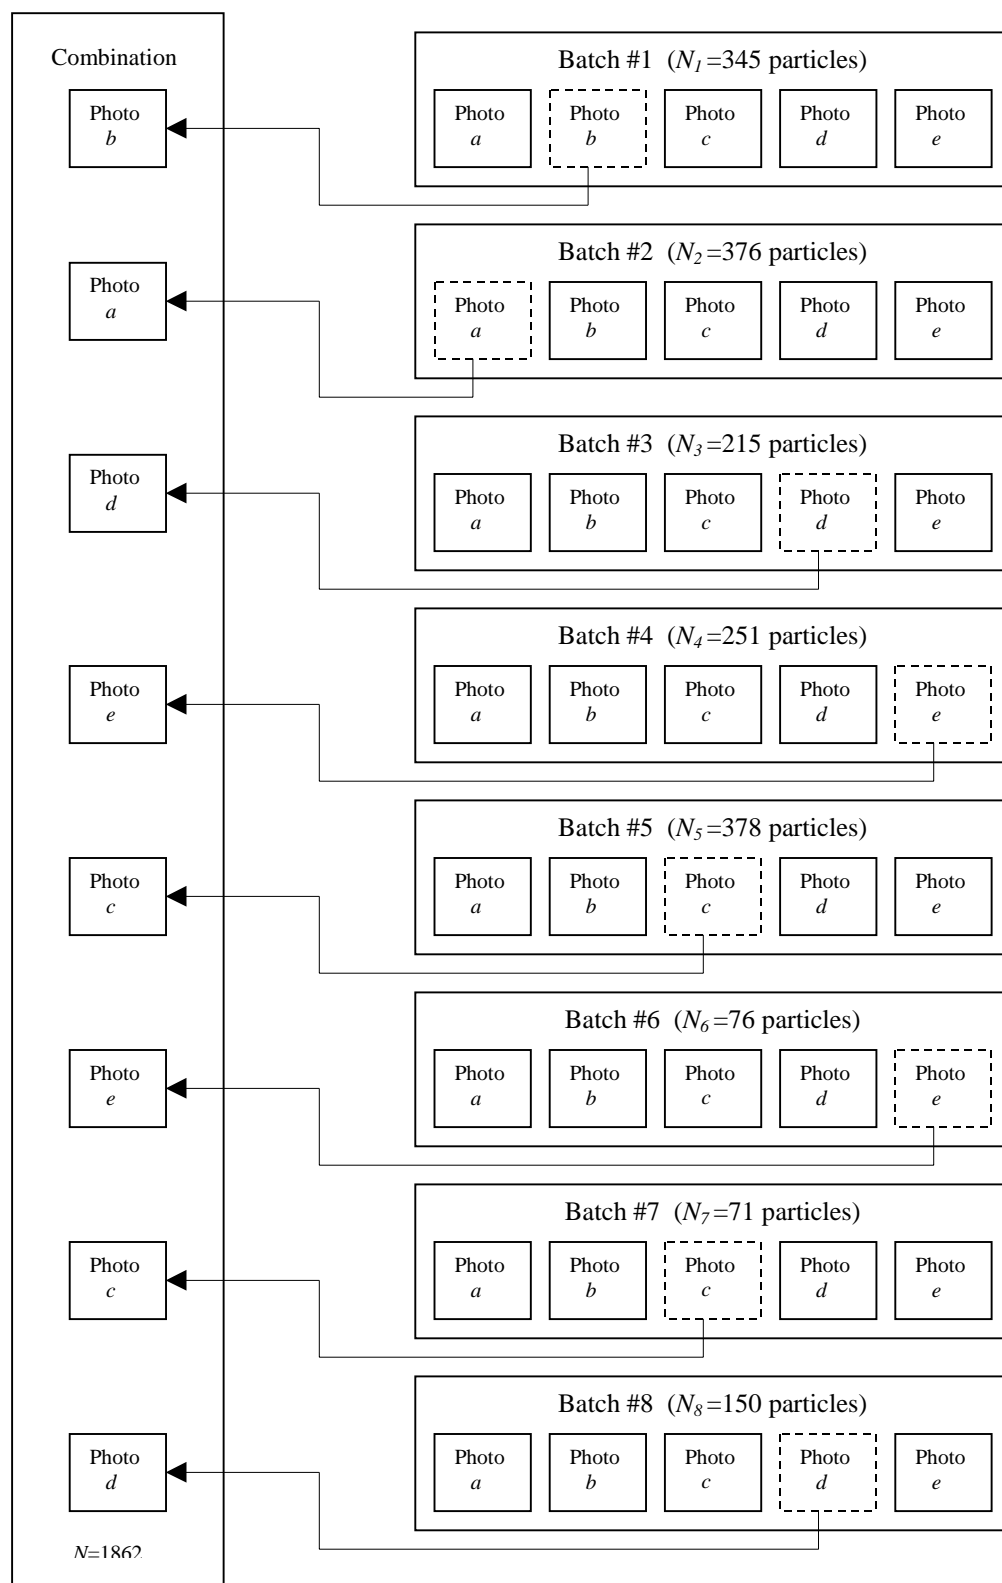 Combination
Batch #1 (N1=345 particles)
Photo b
Photo a
Photo b
Photo c
Photo d
Photo e
Batch #2 (N2=376 particles)
Photo a
Photo a
Photo b
Photo c
Photo d
Photo e
Batch #3 (N3=215 particles)
Photo d
Photo a
Photo b
Photo c
Photo d
Photo e
Batch #4 (N4=251 particles)
Photo e
Photo a
Photo b
Photo c
Photo d
Photo e
Batch #5 (N5=378 particles)
Photo c
Photo a
Photo b
Photo c
Photo d
Photo e
Batch #6 (N6=76 particles)
Photo e
Photo a
Photo b
Photo c
Photo d
Photo e
Batch #7 (N7=71 particles)
Photo c
Photo a
Photo b
Photo c
Photo d
Photo e
Batch #8 (N8=150 particles)
Photo d
Photo a
Photo b
Photo c
Photo d
Photo e
N=1862